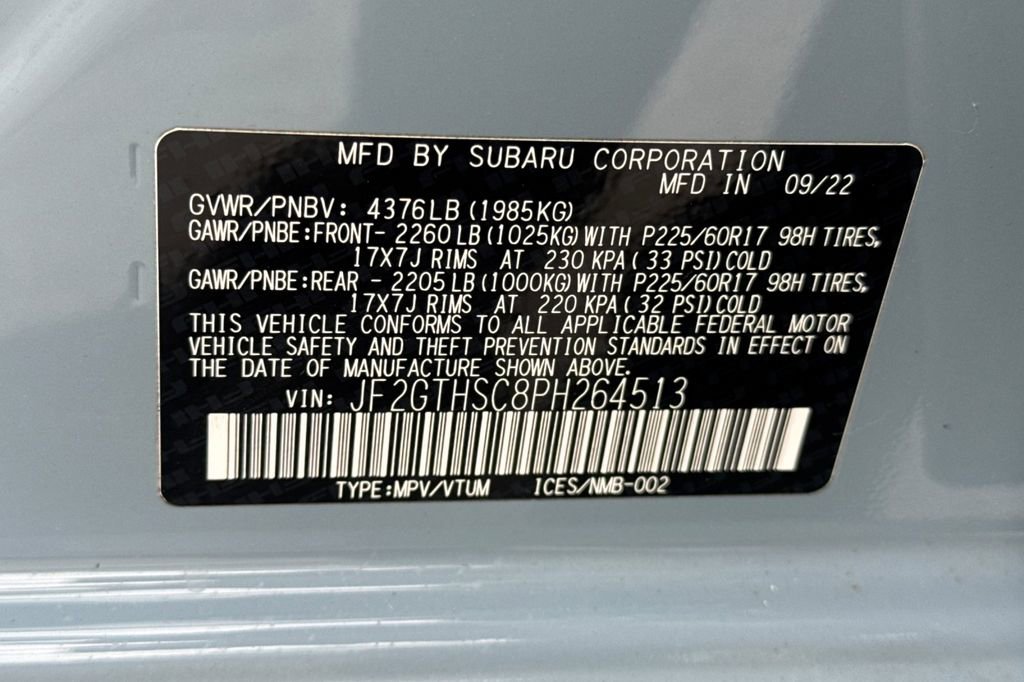 MFD BY SUBARU CORPORATION
MFD IN 09/22
GVWR/PNBV: 4376LB (1985KG)
GAWR/PNBE:FRONT- 2260 LB (1025KG) WITH P225/60R17 98H TIRES,
17X7J RIMS AT 230 KPA ( 33 PSI) COLD
GAWR/PNBE:REAR - 2205 LB (1000KG) WITH P225/60R17 98H TIRES,
17X7J RIMS AT 220 KPA ( 32 PSI) COLD
THIS VEHICLE CONFORMS TO ALL APPLICABLE FEDERAL MOTOR
VEHICLE SAFETY AND THEFT PREVENTION STANDARDS IN EFFECT ON
THE DATE OF MANUFACTURE SHOWN ABOVE.
VIN: JF2GTHSC8PH264513
TYPE:MPV/VTUM ICES/NMB-002